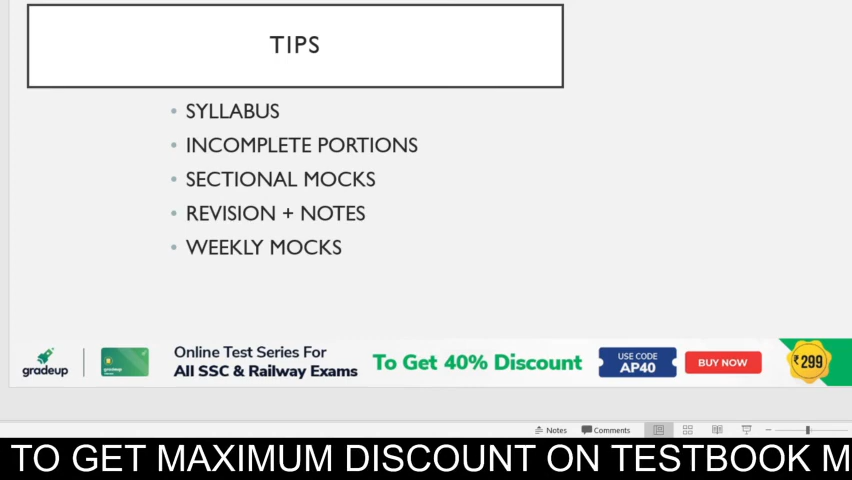 TIPS
SYLLABUS
INCOMPLETE PORTIONS
SECTIONAL MOCKS
REVISION + NOTES
WEEKLY MOCKS
gradeup
gradeup
Online Test Series For
All SSC & Railway Exams
To Get 40% Discount
USE CODE
AP40
BUY NOW
₹299
Notes
Comments
TO GET MAXIMUM DISCOUNT ON TESTBOOK M